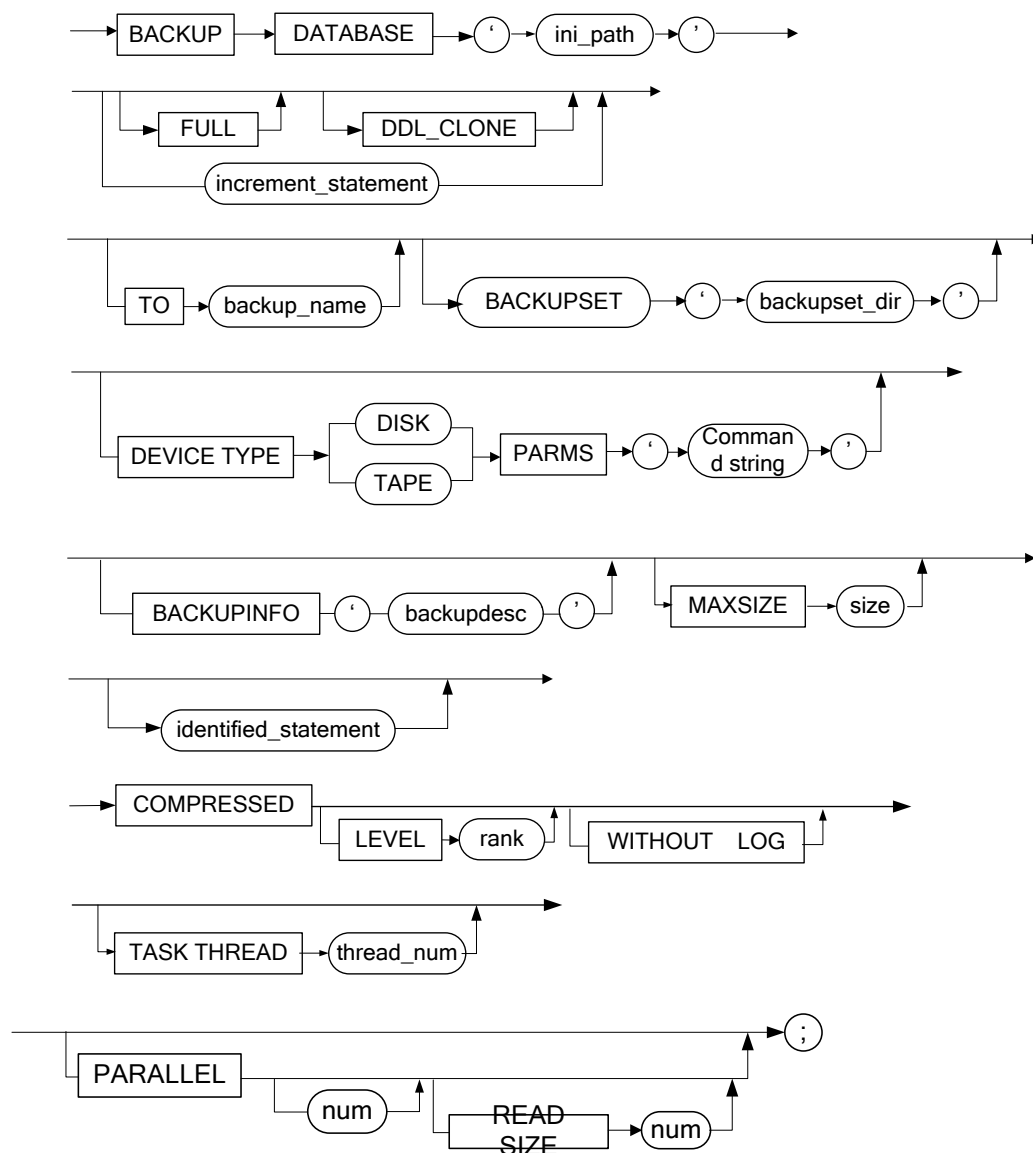 BACKUP DATABASE ‘ ini_path ’
FULL DDL_CLONE
increment_statement
TO backup_name BACKUPSET ‘ backupset_dir ’
DISK
DEVICE TYPE PARMS ‘ Comman
d string ’
TAPE
BACKUPINFO ‘ backupdesc ’ MAXSIZE size
identified_statement
COMPRESSED
LEVEL rank WITHOUT LOG
TASK THREAD thread_num
;
PARALLEL
num READ
SIZE num